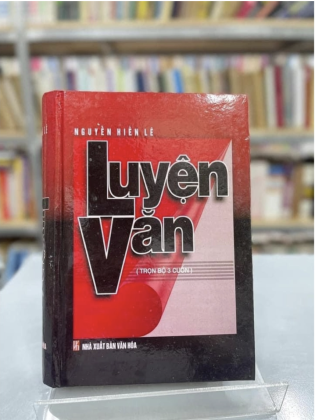 NGUYỄN HIẾN LÊ
Luyện
Văn
( TRỌN BỘ 3 CUỐN )
NHÀ XUẤT BẢN VĂN HÓA